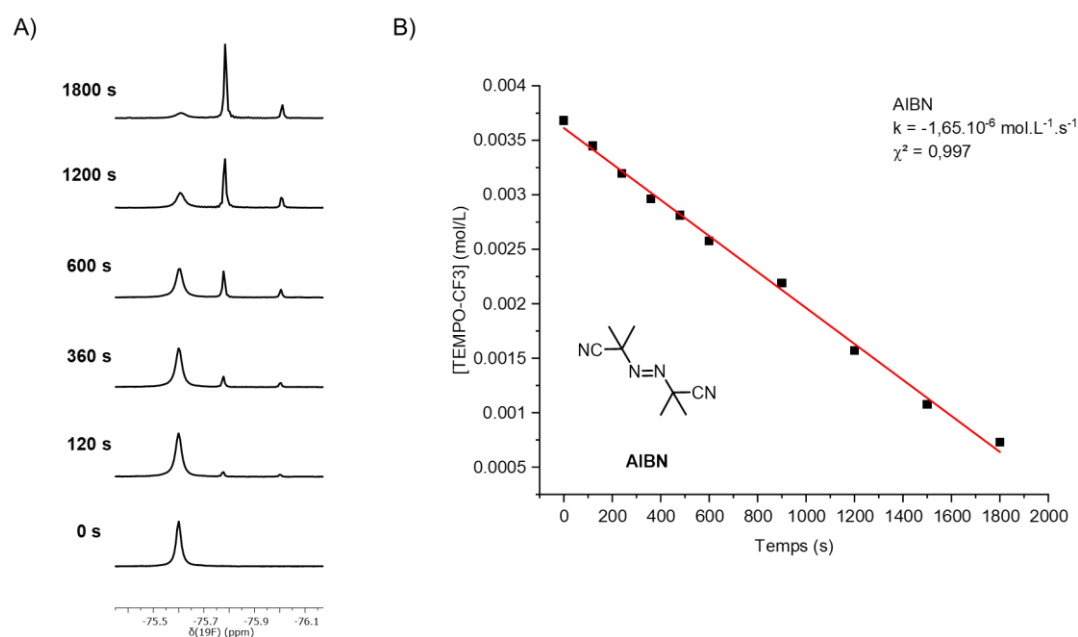 A)
1800 s
1200 s
600 s
360 s
120 s
0 s
-75.5 -75.7 -75.9 -76.1
δ(19F) (ppm)
B)
0.004
0.0035
0.003
0.0025
0.002
0.0015
0.001
0.0005
[TEMPO-CF3] (mol/L)
AIBN
k = -1,65.10⁻⁶ mol.L⁻¹.s⁻¹
χ² = 0,997
NC
N=N
CN
AIBN
0 200 400 600 800 1000 1200 1400 1600 1800 2000
Temps (s)